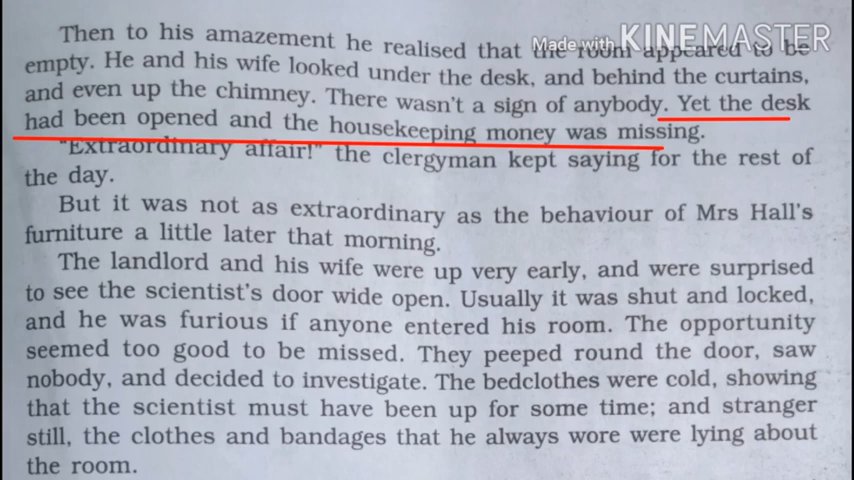 Then to his amazement he realised that the room appeared to be
Made with KINEMASTER
empty. He and his wife looked under the desk, and behind the curtains,
and even up the chimney. There wasn't a sign of anybody. Yet the desk
had been opened and the housekeeping money was missing.
"Extraordinary affair!" the clergyman kept saying for the rest of
the day.
But it was not as extraordinary as the behaviour of Mrs Hall's
furniture a little later that morning.
The landlord and his wife were up very early, and were surprised
to see the scientist's door wide open. Usually it was shut and locked,
and he was furious if anyone entered his room. The opportunity
seemed too good to be missed. They peeped round the door, saw
nobody, and decided to investigate. The bedclothes were cold, showing
that the scientist must have been up for some time; and stranger
still, the clothes and bandages that he always wore were lying about
the room.